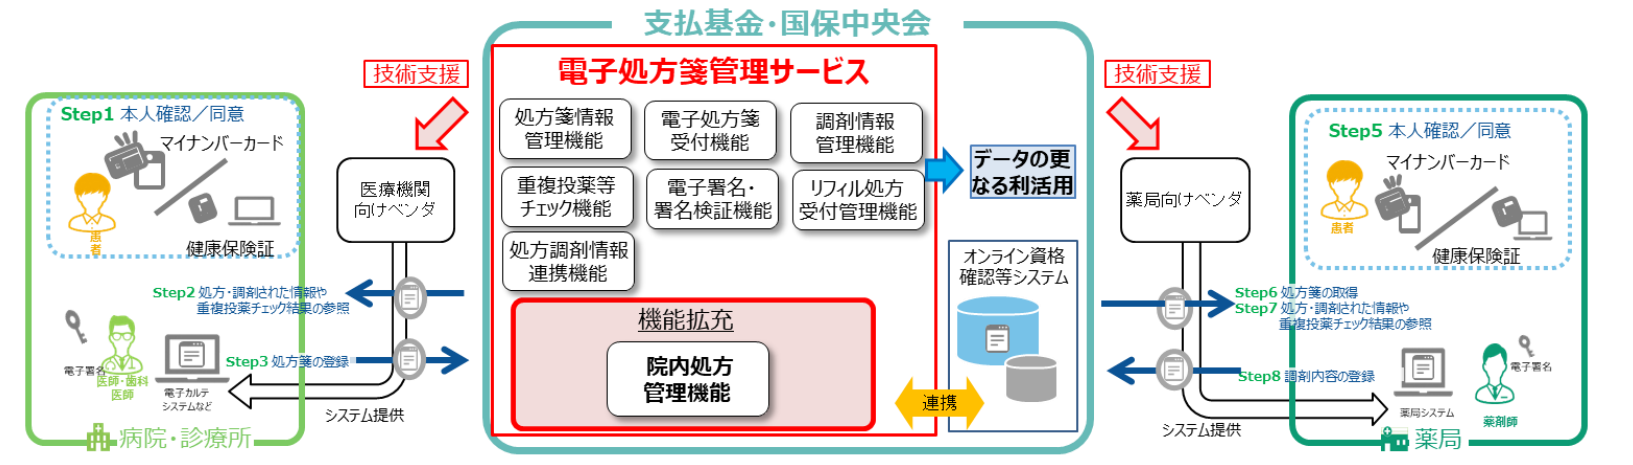 支払基金・国保中央会
技術支援
電子処方箋管理サービス
技術支援
Step1 本人確認／同意
マイナンバーカード
患者
健康保険証
医療機関
向けベンダ
処方箋情報
管理機能
電子処方箋
受付機能
調剤情報
管理機能
重複投薬等
チェック機能
電子署名・
署名検証機能
リフィル処方
受付管理機能
処方調剤情報
連携機能
データの更
なる利活用
オンライン資格
確認等システム
機能拡充
院内処方
管理機能
連携
薬局向けベンダ
Step5 本人確認／同意
マイナンバーカード
患者
健康保険証
Step2 処方・調剤された情報や
重複投薬チェック結果の参照
Step3 処方箋の登録
電子署名
医師・歯科
医師
電子カルテ
システムなど
システム提供
病院・診療所
Step6 処方箋の取得
Step7 処方・調剤された情報や
重複投薬チェック結果の参照
Step8 調剤内容の登録
電子署名
薬局システム
薬剤師
システム提供
薬局